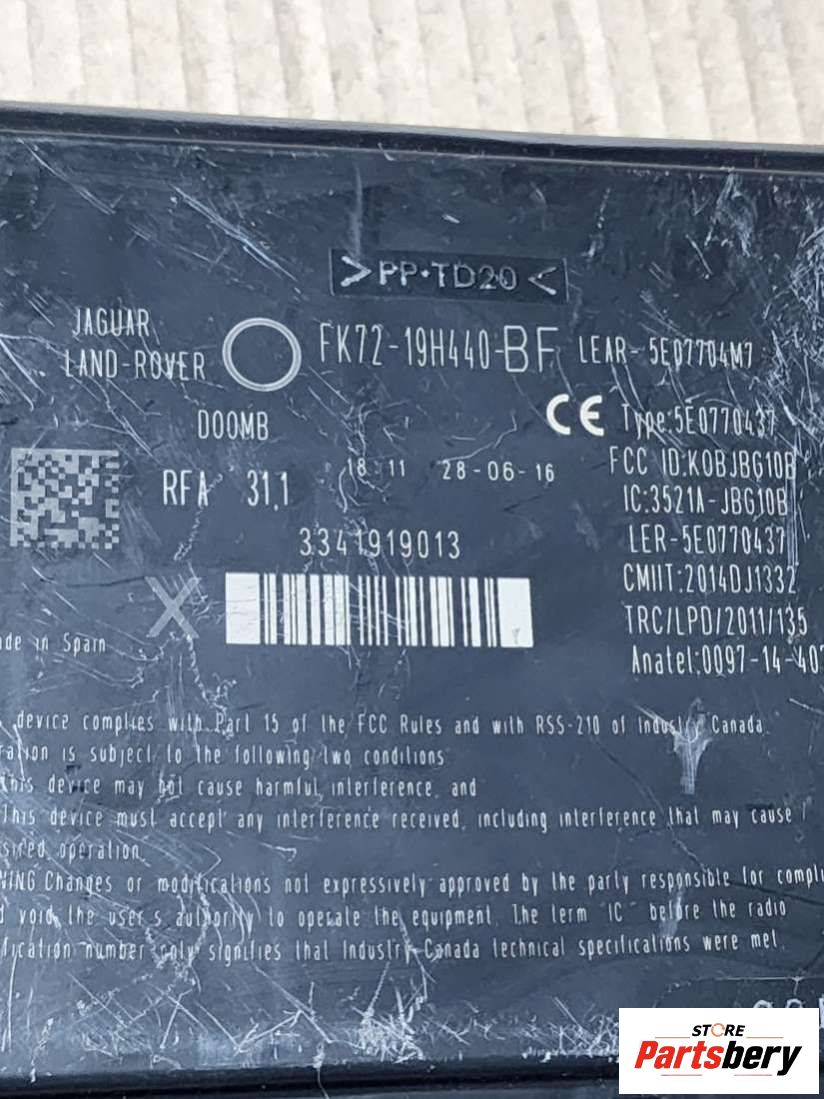 >PP-TD20<
JAGUAR
LAND-ROVER
FK72-19H440-BF
LEAR-5E07704M7
DOOMB
CE Type:5E0770437
RFA 31,1
18:11 28-06-16
FCC ID:KOBJBG10B
IC:3521A-JBG10B
3341919013
LER-5E0770437
CMIIT:2014DJ1332
X
TRC/LPD/2011/135
de in Spain
Anatel:0097-14-40
device complies with Part 15 of the FCC Rules and with RSS-210 of Industry Canada.
ration is subject to the following two conditions
this device may not cause harmful interference, and
This device must accept any interference received, including interference that may cause
sired operation.
NING Changes or modifications not expressively approved by the party responsible for compli
d void the user s authority to operate the equipment. The term "IC" before the radio
fication number only signifies that Industry Canada technical specifications were met.
STORE
Partsbery